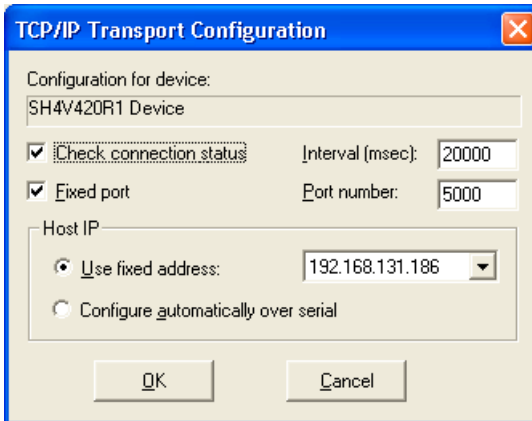 TCP/IP Transport Configuration
Configuration for device:
SH4V420R1 Device
Check connection status Interval (msec): 20000
Fixed port Port number: 5000
Host IP
Use fixed address: 192.168.131.186
Configure automatically over serial
OK Cancel